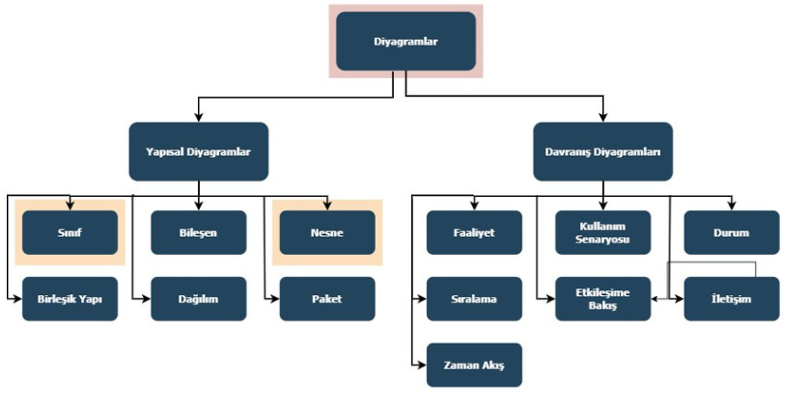 Diyagramlar
Yapısal Diyagramlar
Davranış Diyagramları
Sınıf
Bileşen
Nesne
Faaliyet
Kullanım
Senaryosu
Durum
Birleşik Yapı
Dağılım
Paket
Sıralama
Etkileşime
Bakış
İletişim
Zaman Akış